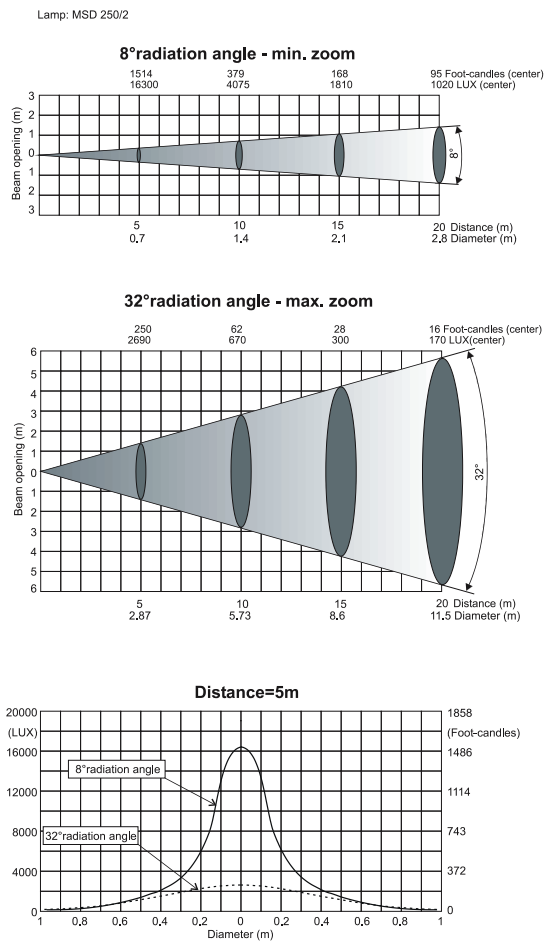 Lamp: MSD 250/2
8°radiation angle - min. zoom
1514 379 168 95 Foot-candles (center)
16300 4075 1810 1020 LUX (center)
3
2
1
0
1
2
3
Beam opening (m)
8°
5 10 15 20 Distance (m)
0.7 1.4 2.1 2.8 Diameter (m)
32°radiation angle - max. zoom
250 62 28 16 Foot-candles (center)
2690 670 300 170 LUX(center)
6
5
4
3
2
1
0
1
2
3
4
5
6
Beam opening (m)
32°
5 10 15 20 Distance (m)
2.87 5.73 8.6 11.5 Diameter (m)
Distance=5m
20000 1858
(LUX) (Foot-candles)
16000 1486
8°radiation angle
12000 1114
8000 743
32°radiation angle
4000 372
0 0
1 0,8 0,6 0,4 0,2 0 0,2 0,4 0,6 0,8 1
Diameter (m)